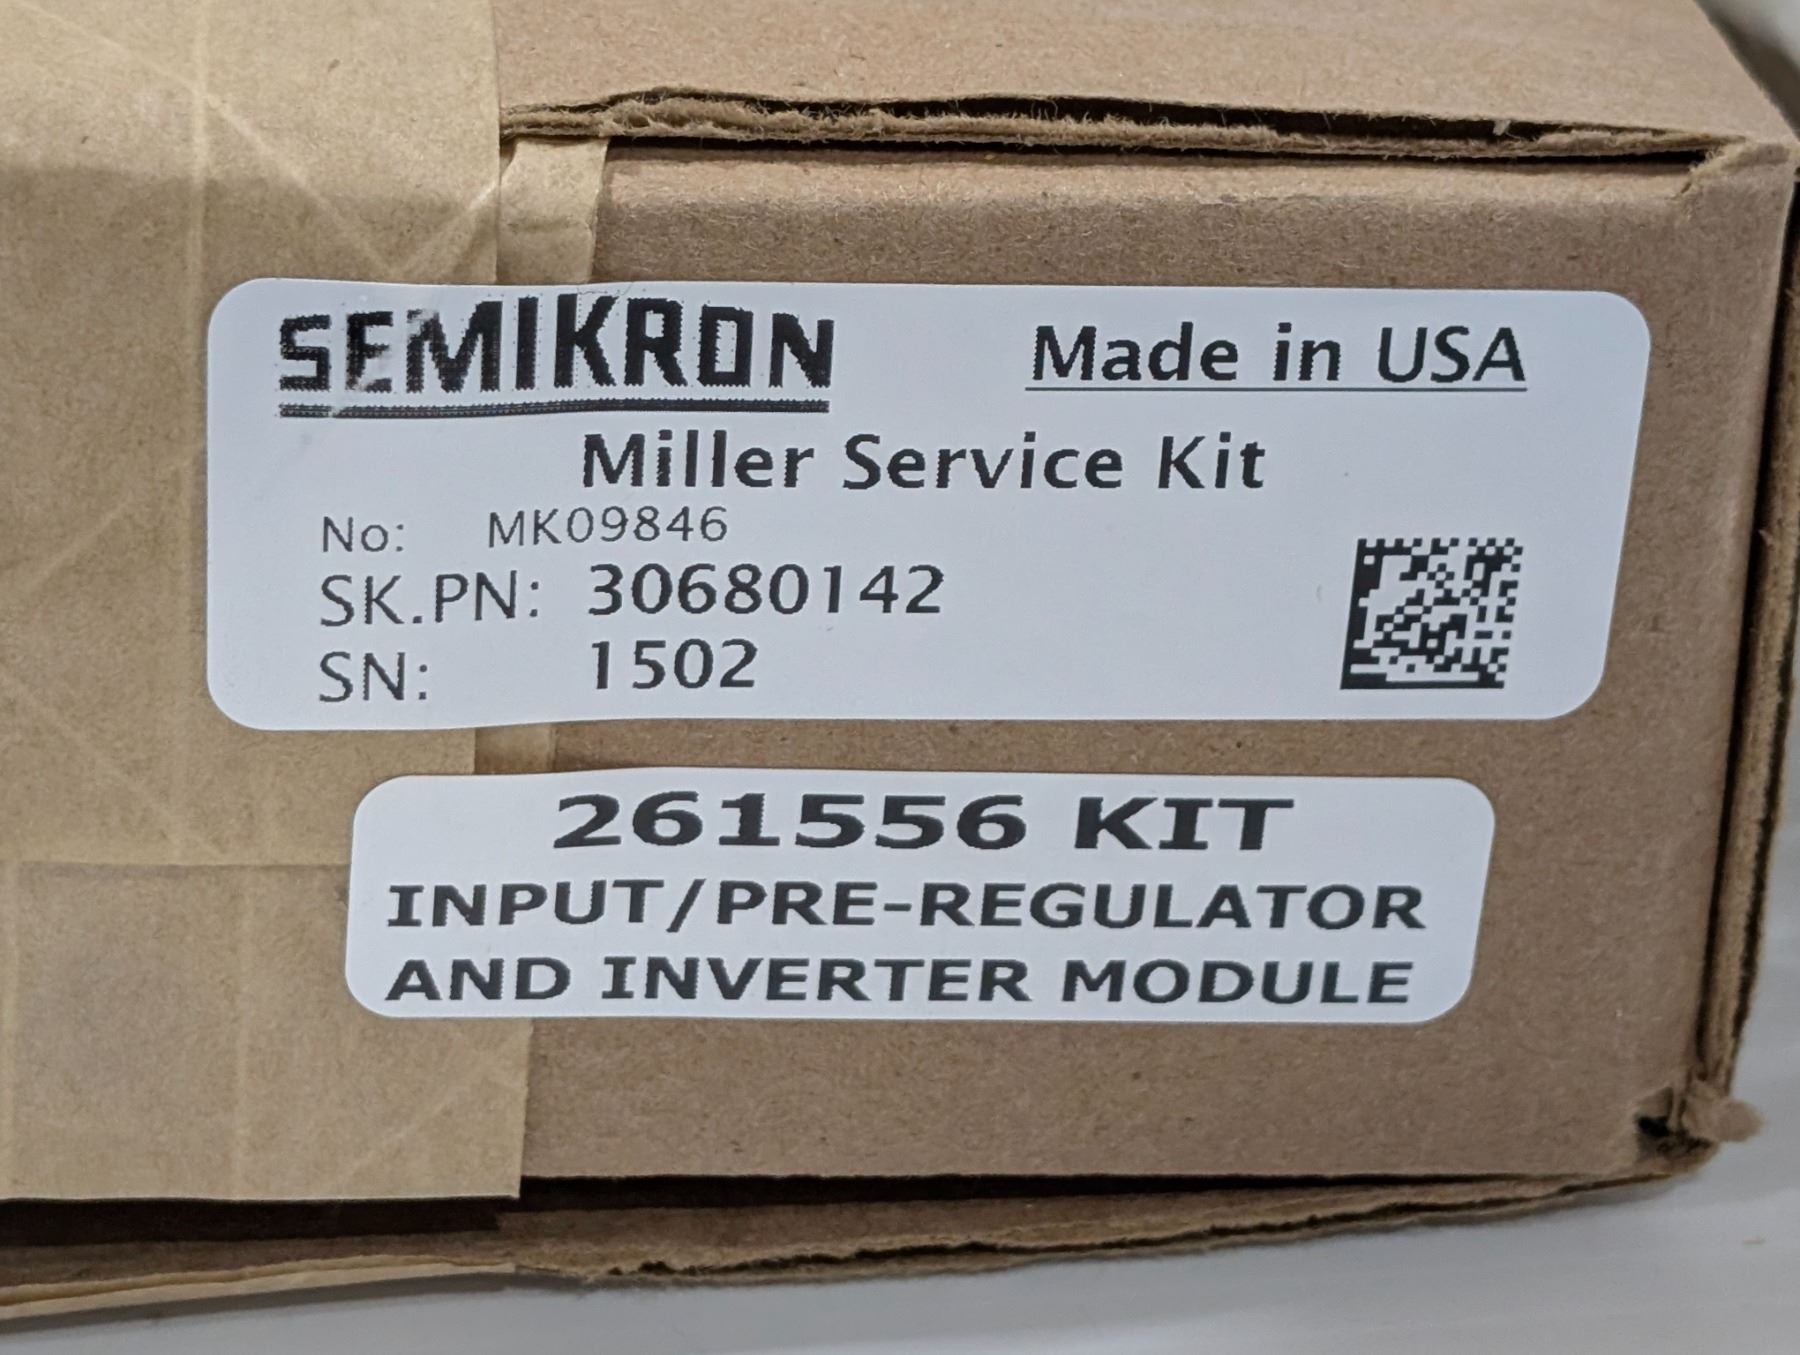 SEMIKRON Made in USA
Miller Service Kit
No: MK09846
SK.PN: 30680142
SN: 1502
261556 KIT
INPUT/PRE-REGULATOR
AND INVERTER MODULE